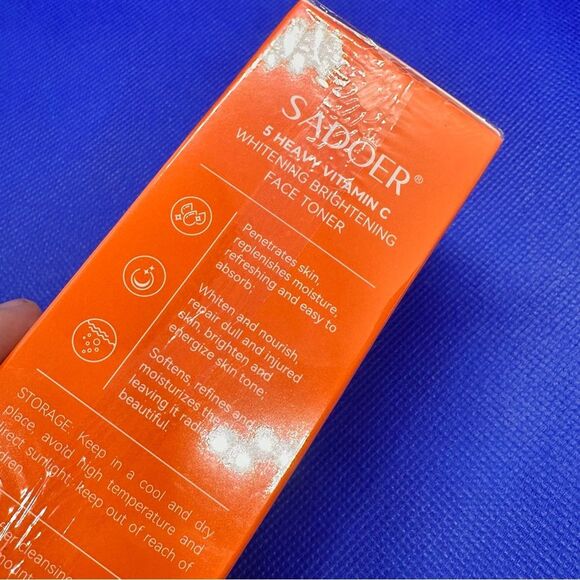 SADOER®
5 HEAVY VITAMIN C
WHITENING BRIGHTENING
FACE TONER
Penetrates skin,
replenishes moisture,
refreshing and easy to
absorb,
Whiten and nourish,
repair dull and injured
skin, brighten and
energize skin tone.
Softens, refines and
moisturizes the
leaving it radia
beautiful.
STORAGE: Keep in a cool and dry
place, avoid high temperature and
direct sunlight; keep out of reach of
dren.
cleansing
mount